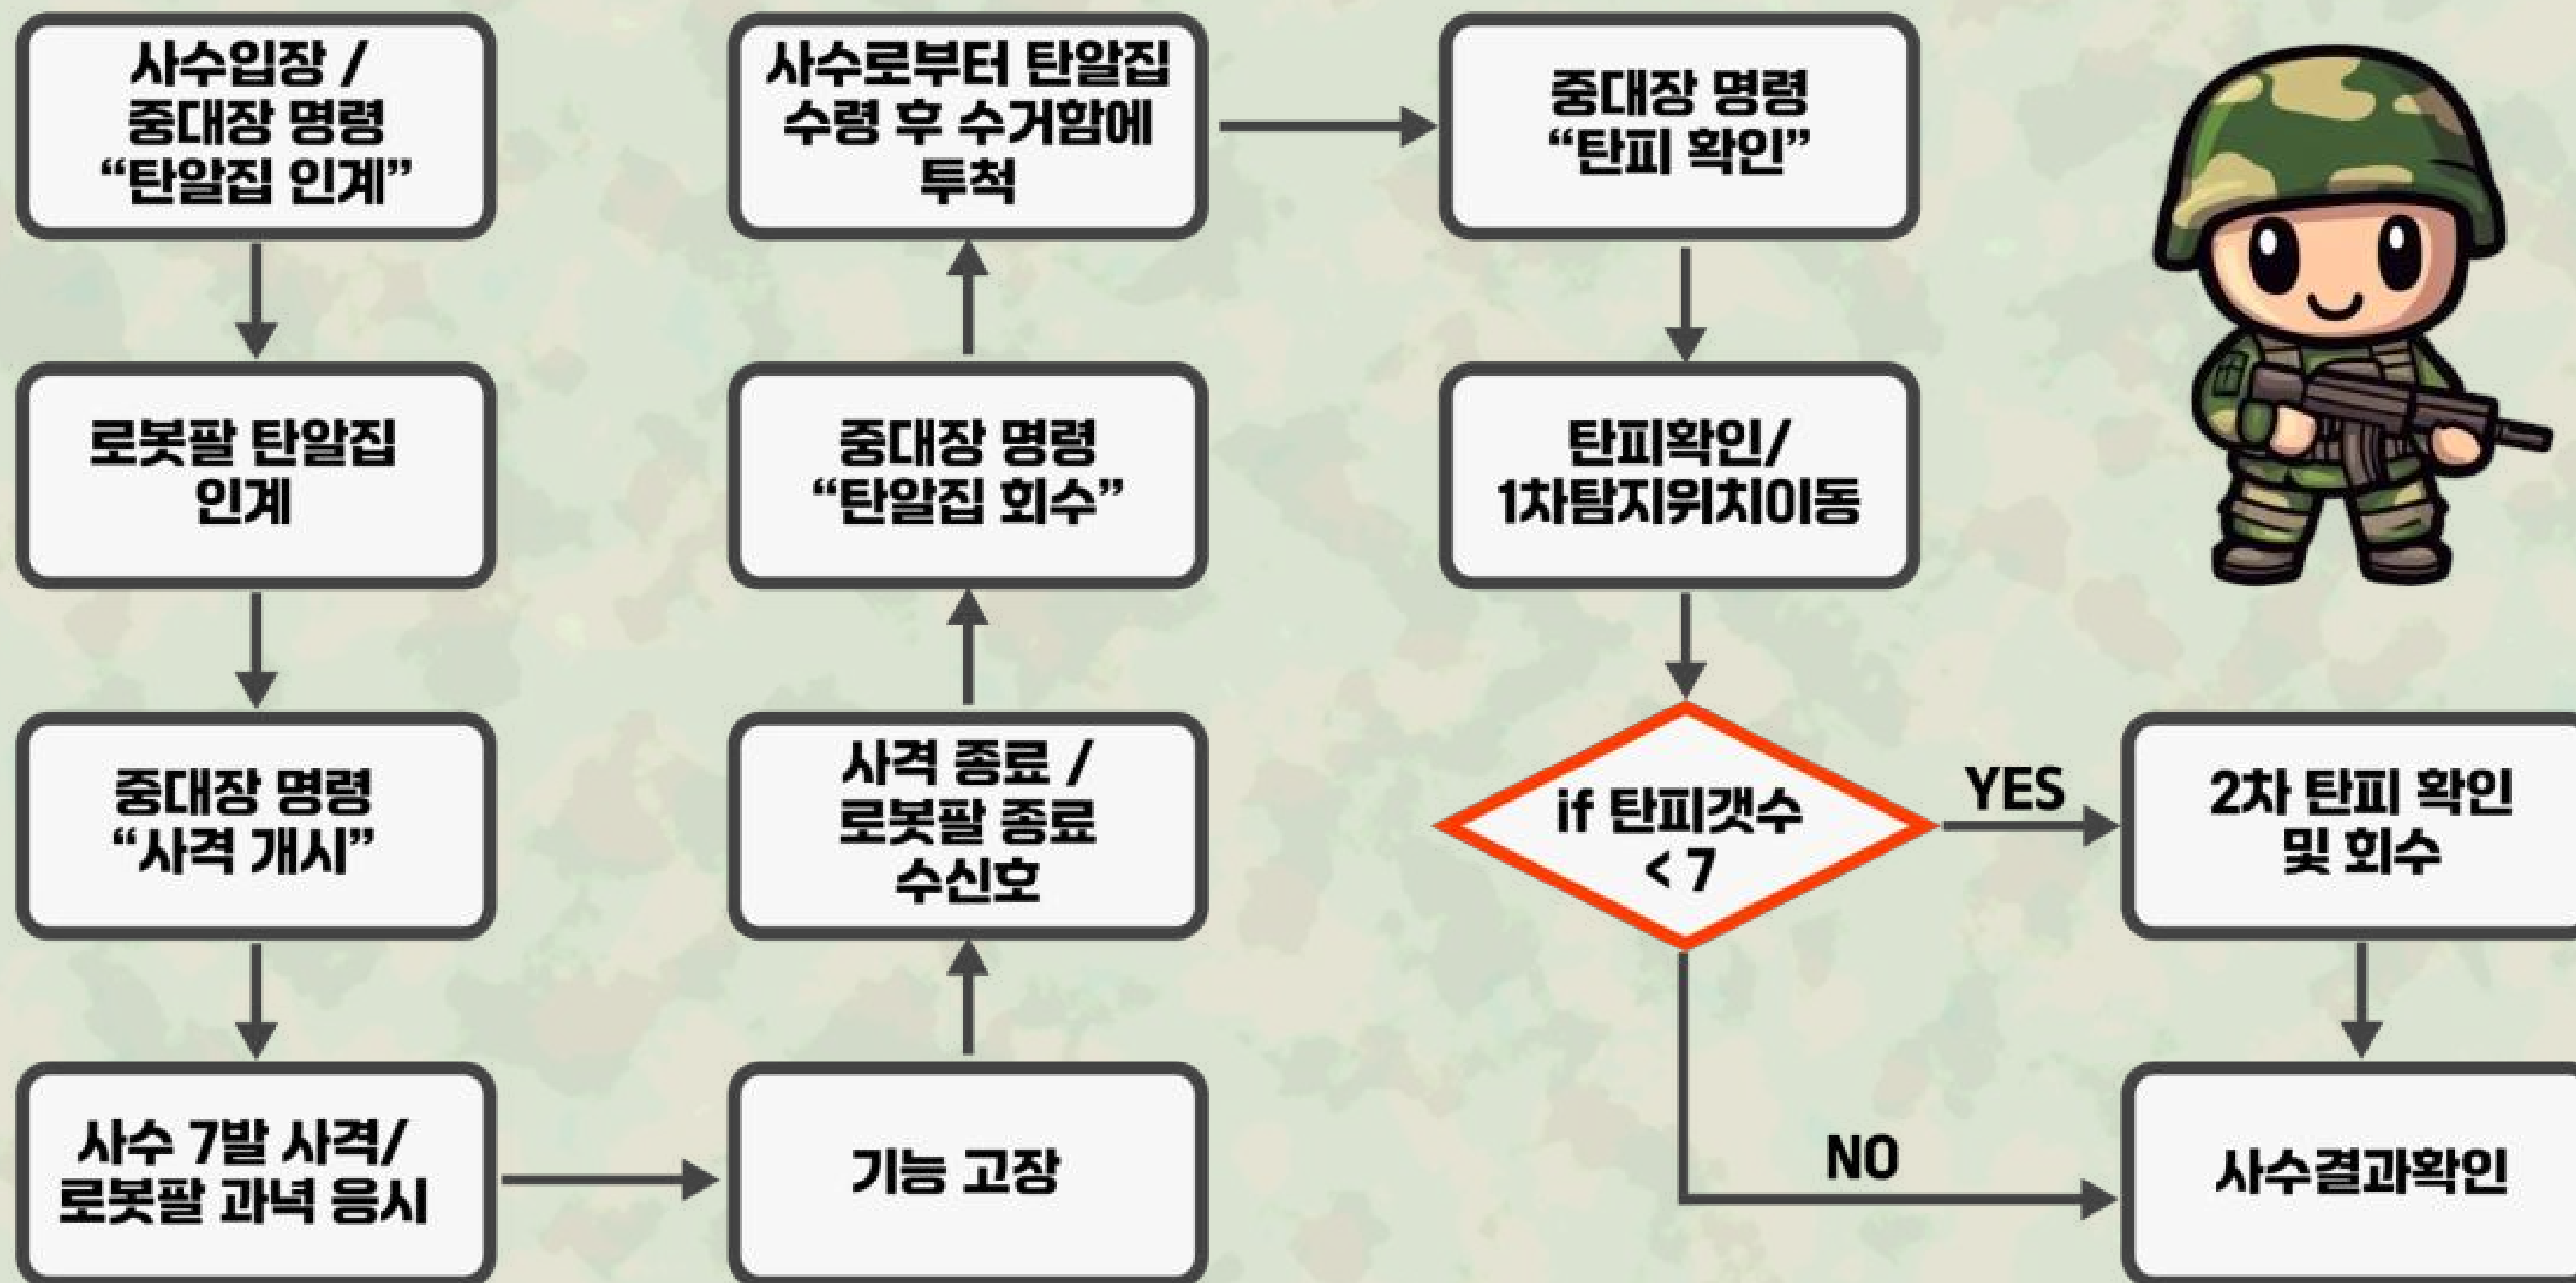 사수입장 /
중대장 명령
“탄알집 인계”
로봇팔 탄알집
인계
중대장 명령
“사격 개시”
사수 7발 사격/
로봇팔 과녁 응시
기능 고장
사격 종료 /
로봇팔 종료
수신호
중대장 명령
“탄알집 회수”
사수로부터 탄알집
수령 후 수거함에
투척
중대장 명령
“탄피 확인”
탄피확인/
1차탐지위치이동
if 탄피갯수
< 7
YES
2차 탄피 확인
및 회수
NO
사수결과확인